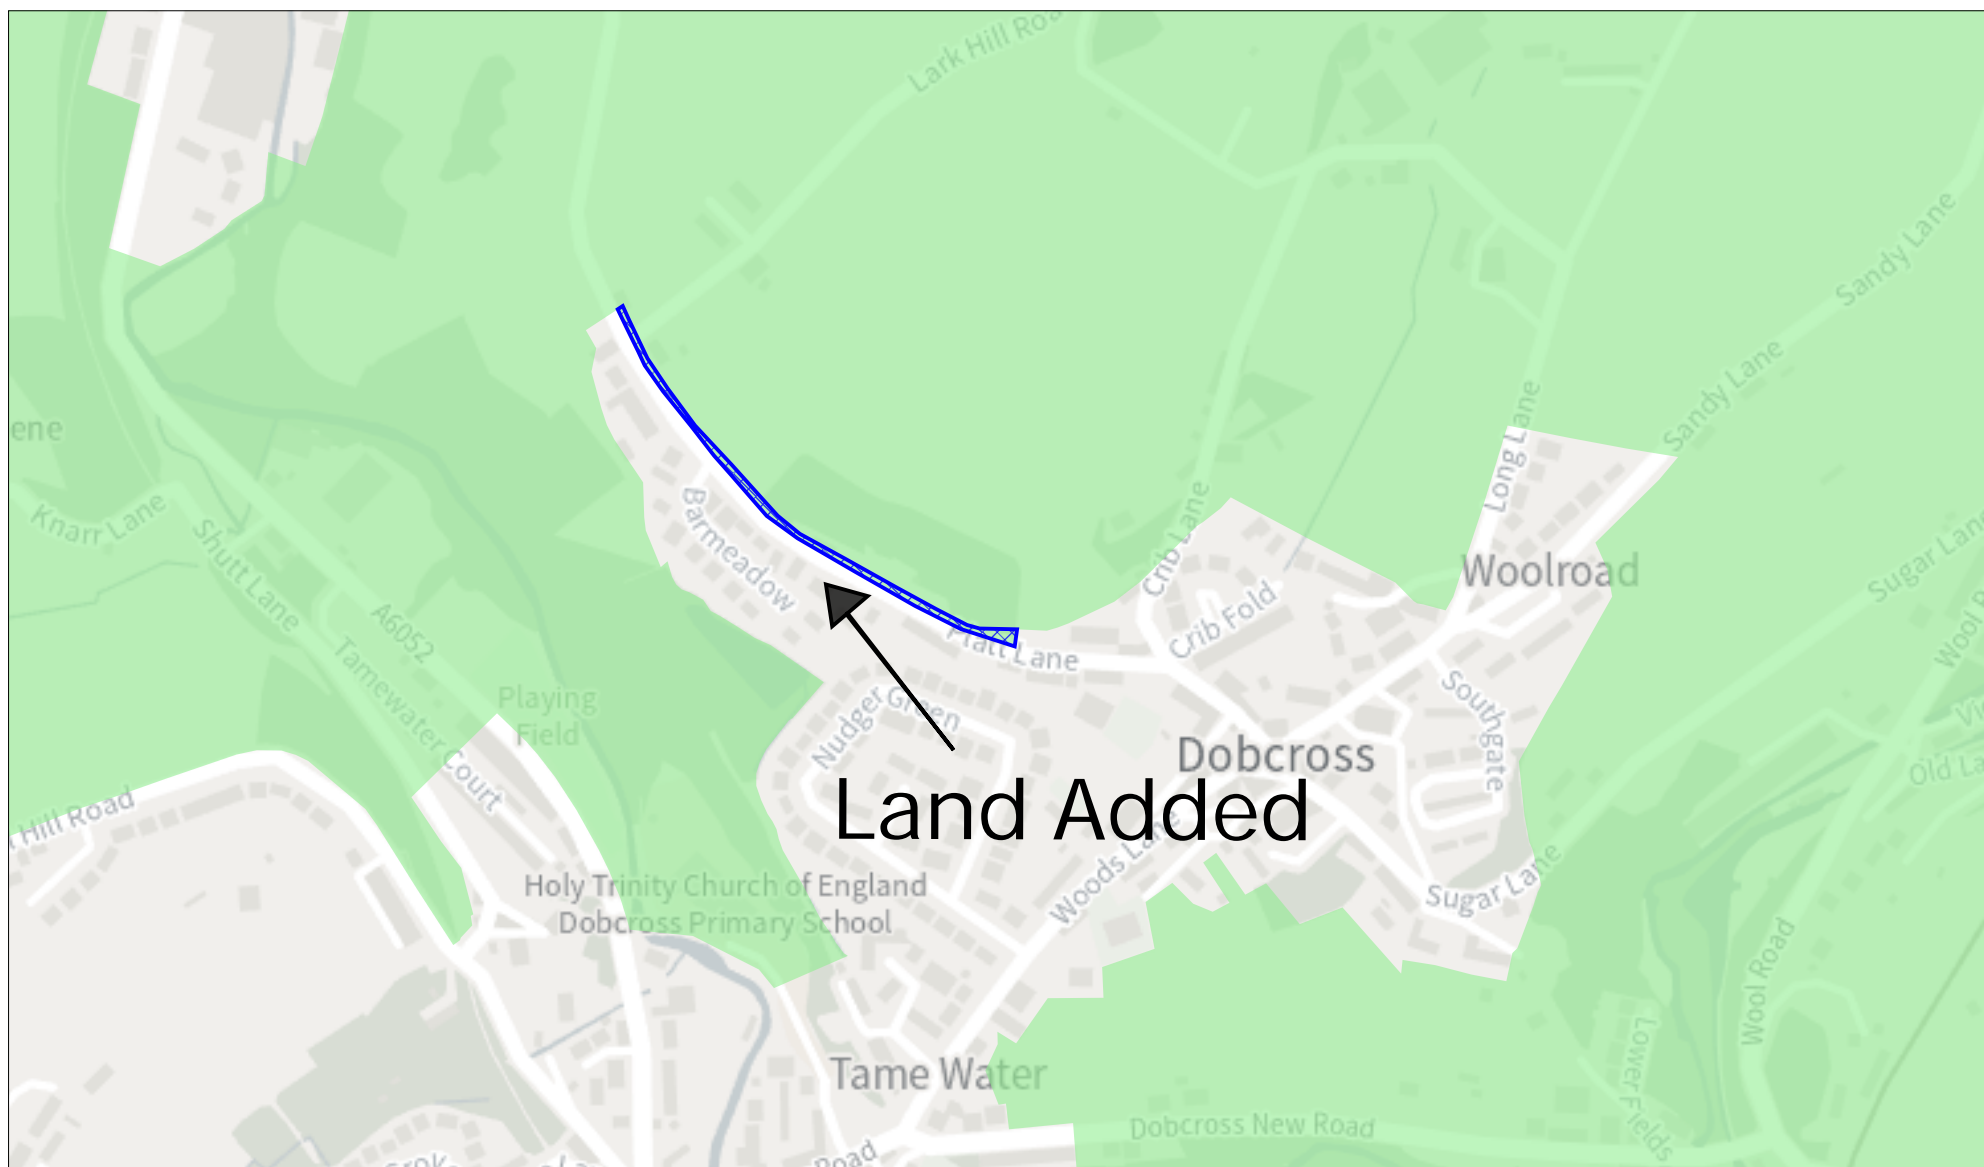 Lark Hill Roa
Sandy Lane
Sandy Lane
Long Lane
ene
Knarr Lane
Shutt Lane
Barmeadow
Crib Lane
Crib Fold
Woolroad
Sugar Lane
Wool R
A6052
Tamewater Court
Playing
Field
Platt Lane
Nudger Green
Southgate
Dobcross
Old La
Land Added
Hill Road
Woods Lane
Sugar Lane
Holy Trinity Church of England
Dobcross Primary School
Wool Road
Lower Fields
Tame Water
Dobcross New Road
Road